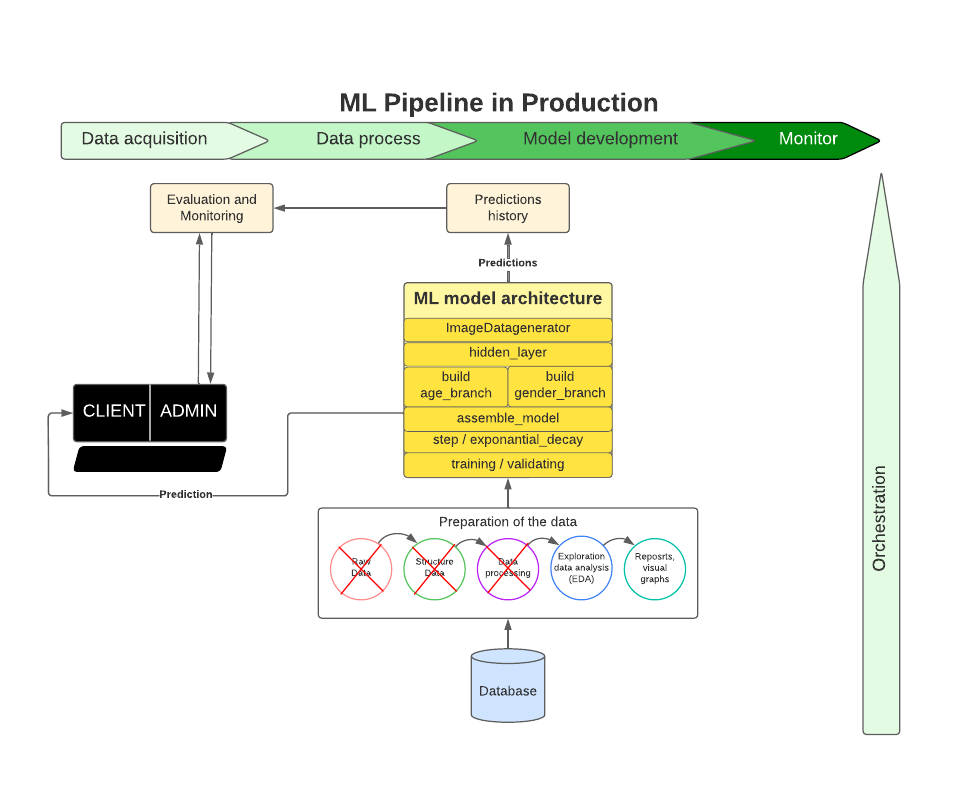 ML Pipeline in Production
Data acquisition
Data process
Model development
Monitor
Evaluation and
Monitoring
Predictions
history
Predictions
ML model architecture
ImageDatagenerator
hidden_layer
build
age_branch
build
gender_branch
assemble_model
step / exponantial_decay
training / validating
CLIENT
ADMIN
Prediction
Preparation of the data
Raw
Data
Structure
Data
Data
processing
Exploration
data analysis
(EDA)
Reposrts,
visual
graphs
Database
Orchestration